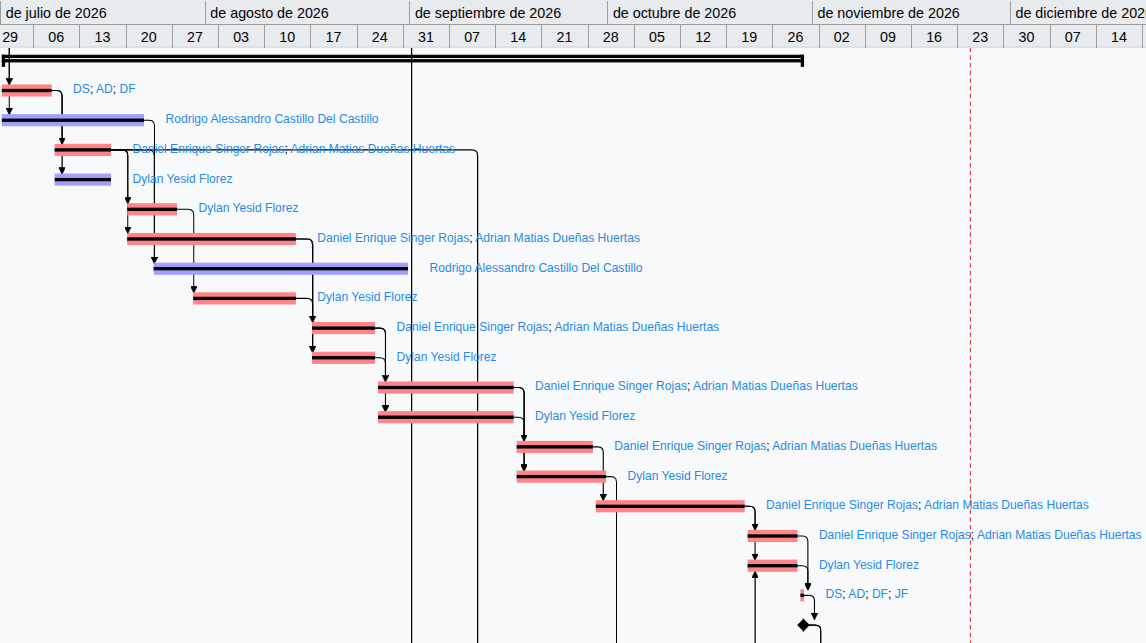 de julio de 2026 de agosto de 2026 de septiembre de 2026 de octubre de 2026 de noviembre de 2026 de diciembre de 202
29 06 13 20 27 03 10 17 24 31 07 14 21 28 05 12 19 26 02 09 16 23 30 07 14
DS; AD; DF
Rodrigo Alessandro Castillo Del Castillo
Daniel Enrique Singer Rojas; Adrian Matias Dueñas Huertas
Dylan Yesid Florez
Dylan Yesid Florez
Daniel Enrique Singer Rojas; Adrian Matias Dueñas Huertas
Rodrigo Alessandro Castillo Del Castillo
Dylan Yesid Florez
Daniel Enrique Singer Rojas; Adrian Matias Dueñas Huertas
Dylan Yesid Florez
Daniel Enrique Singer Rojas; Adrian Matias Dueñas Huertas
Dylan Yesid Florez
Daniel Enrique Singer Rojas; Adrian Matias Dueñas Huertas
Dylan Yesid Florez
Daniel Enrique Singer Rojas; Adrian Matias Dueñas Huertas
Daniel Enrique Singer Rojas; Adrian Matias Dueñas Huertas
Dylan Yesid Florez
DS; AD; DF; JF